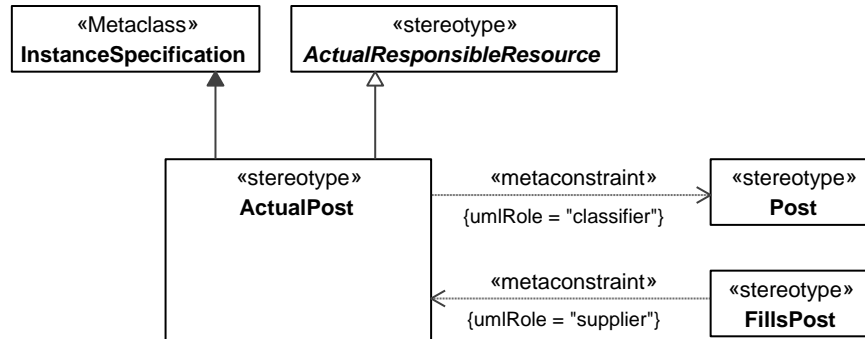 «Metaclass»
InstanceSpecification
«stereotype»
ActualResponsibleResource
«stereotype»
ActualPost
«metaconstraint»
{umlRole = "classifier"}
«stereotype»
Post
«metaconstraint»
{umlRole = "supplier"}
«stereotype»
FillsPost